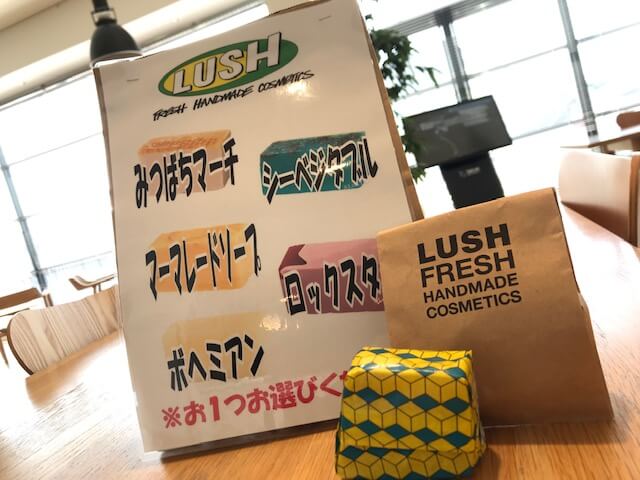 LUSH
FRESH HANDMADE COSMETICS
みつばちマーチ
シーベジタブル
マーマレードソープ
ロックスタ
ボヘミアン
※お1つお選びくだ
LUSH
FRESH
HANDMADE
COSMETICS